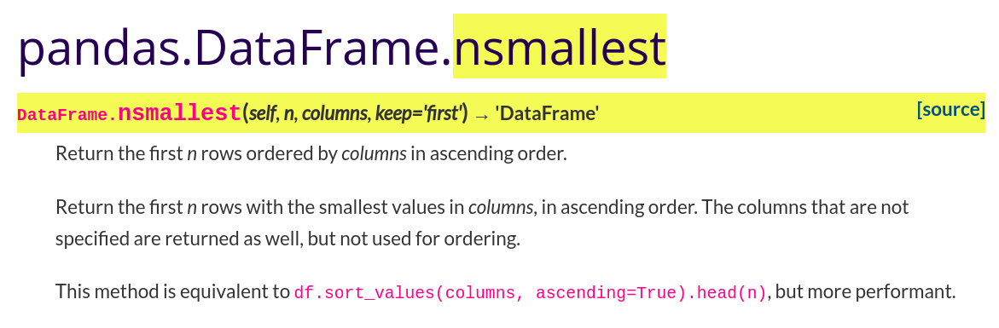 pandas.DataFrame.nsmallest
DataFrame.nsmallest(self, n, columns, keep='first') → 'DataFrame' [source]
Return the first n rows ordered by columns in ascending order.
Return the first n rows with the smallest values in columns, in ascending order. The columns that are not
specified are returned as well, but not used for ordering.
This method is equivalent to df.sort_values(columns, ascending=True).head(n), but more performant.